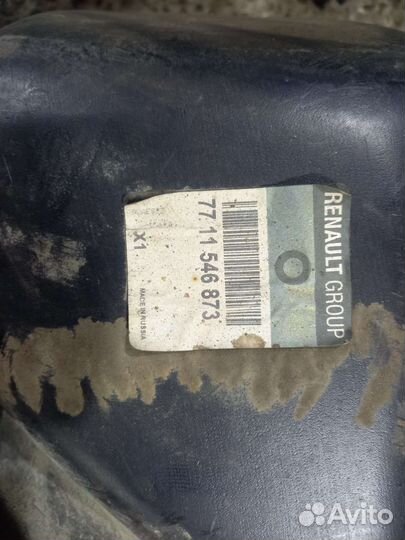 RENAULT GROUP
77 11 546 873
X1
MADE IN RUSSIA
Avito